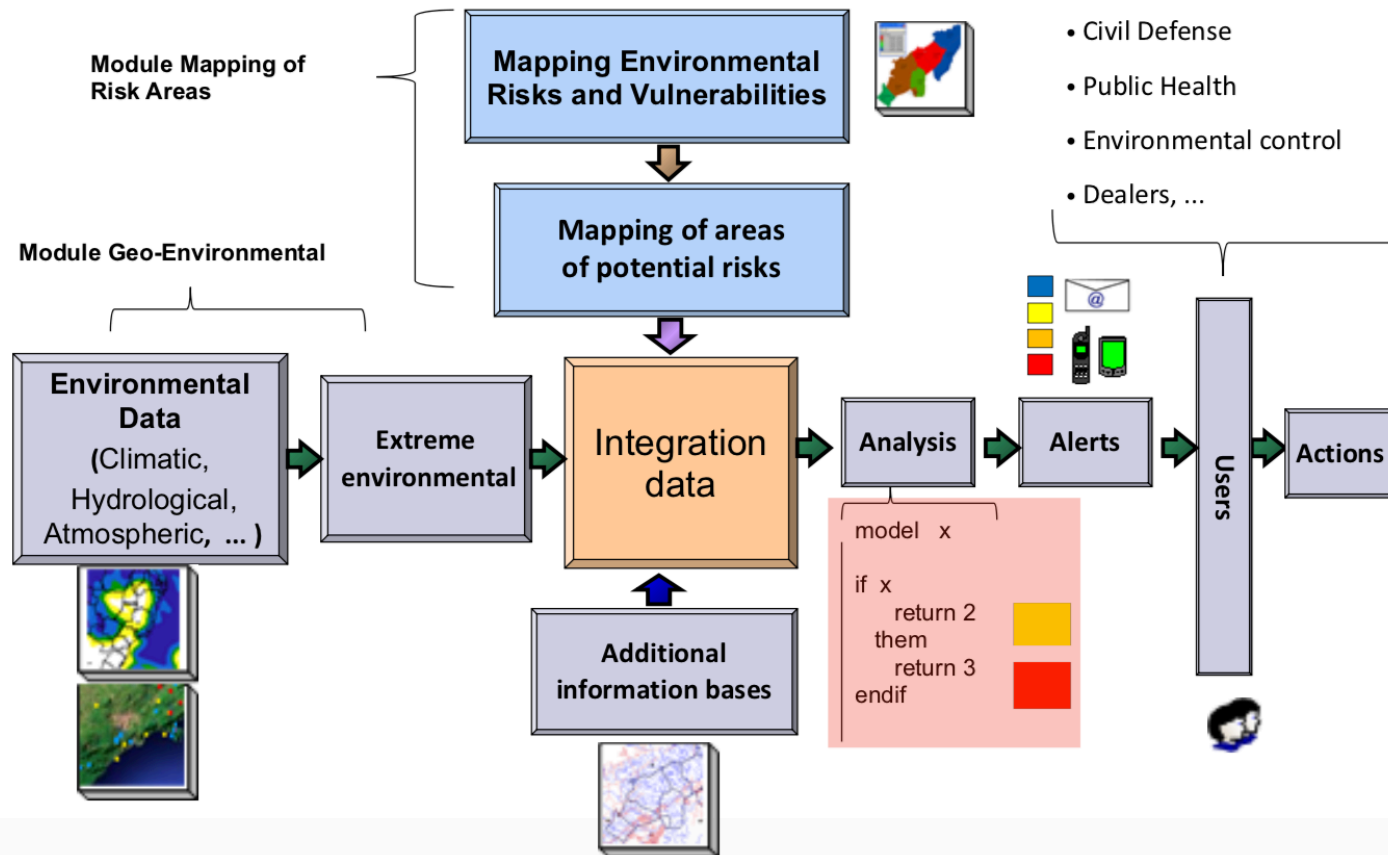 Module Mapping of
Risk Areas
Mapping Environmental
Risks and Vulnerabilities
• Civil Defense
• Public Health
• Environmental control
• Dealers, ...
Mapping of areas
of potential risks
Module Geo-Environmental
@
Environmental
Data
(Climatic,
Hydrological,
Atmospheric, ... )
Extreme
environmental
Integration
data
Analysis
Alerts
Users
Actions
model x
if x
return 2
them
return 3
endif
Additional
information bases